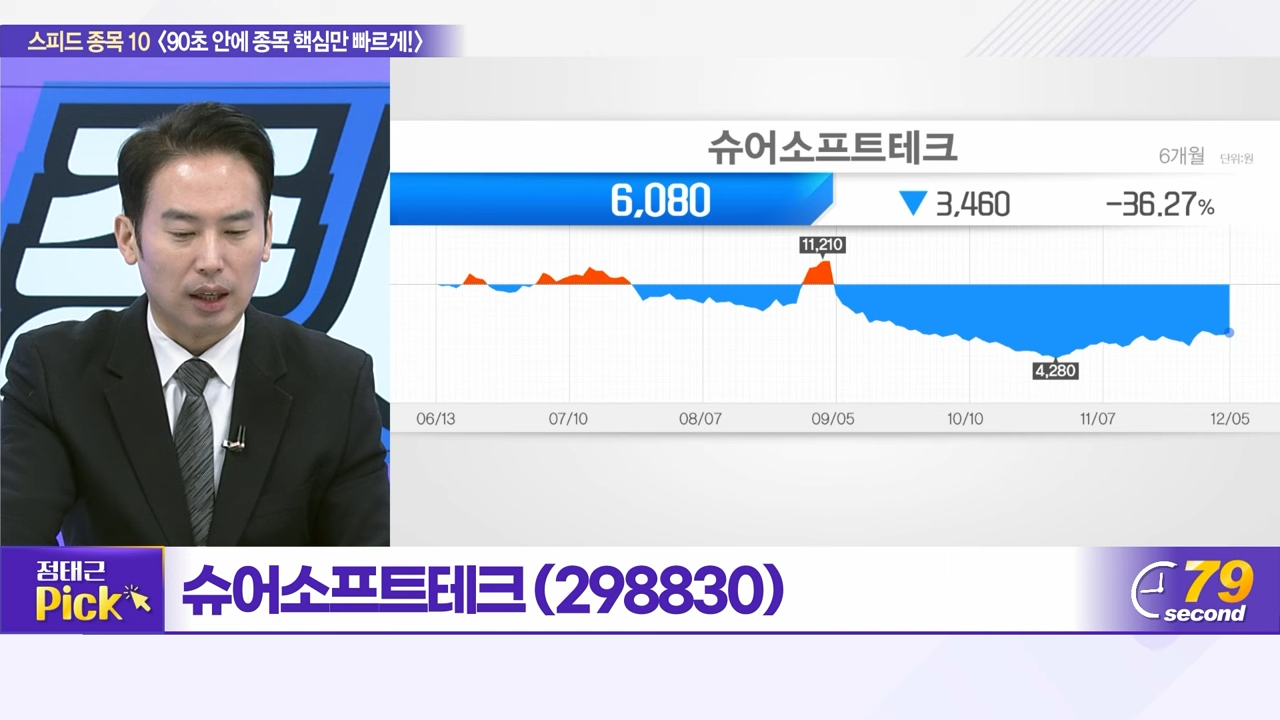 스피드 종목 10 〈90초 안에 종목 핵심만 빠르게!〉
슈어소프트테크
6개월 단위:원
6,080 ▼ 3,460 -36.27%
11,210
4,280
06/13 07/10 08/07 09/05 10/10 11/07 12/05
정태근
Pick
슈어소프트테크 (298830)
79
second